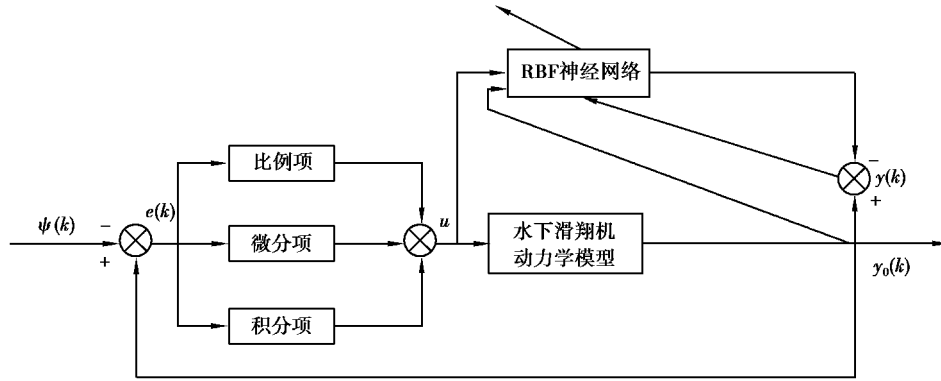 RBF神经网络
比例项
−
y(k)
+
ψ(k)
−
e(k)
u
+
微分项
水下滑翔机
动力学模型
y₀(k)
积分项